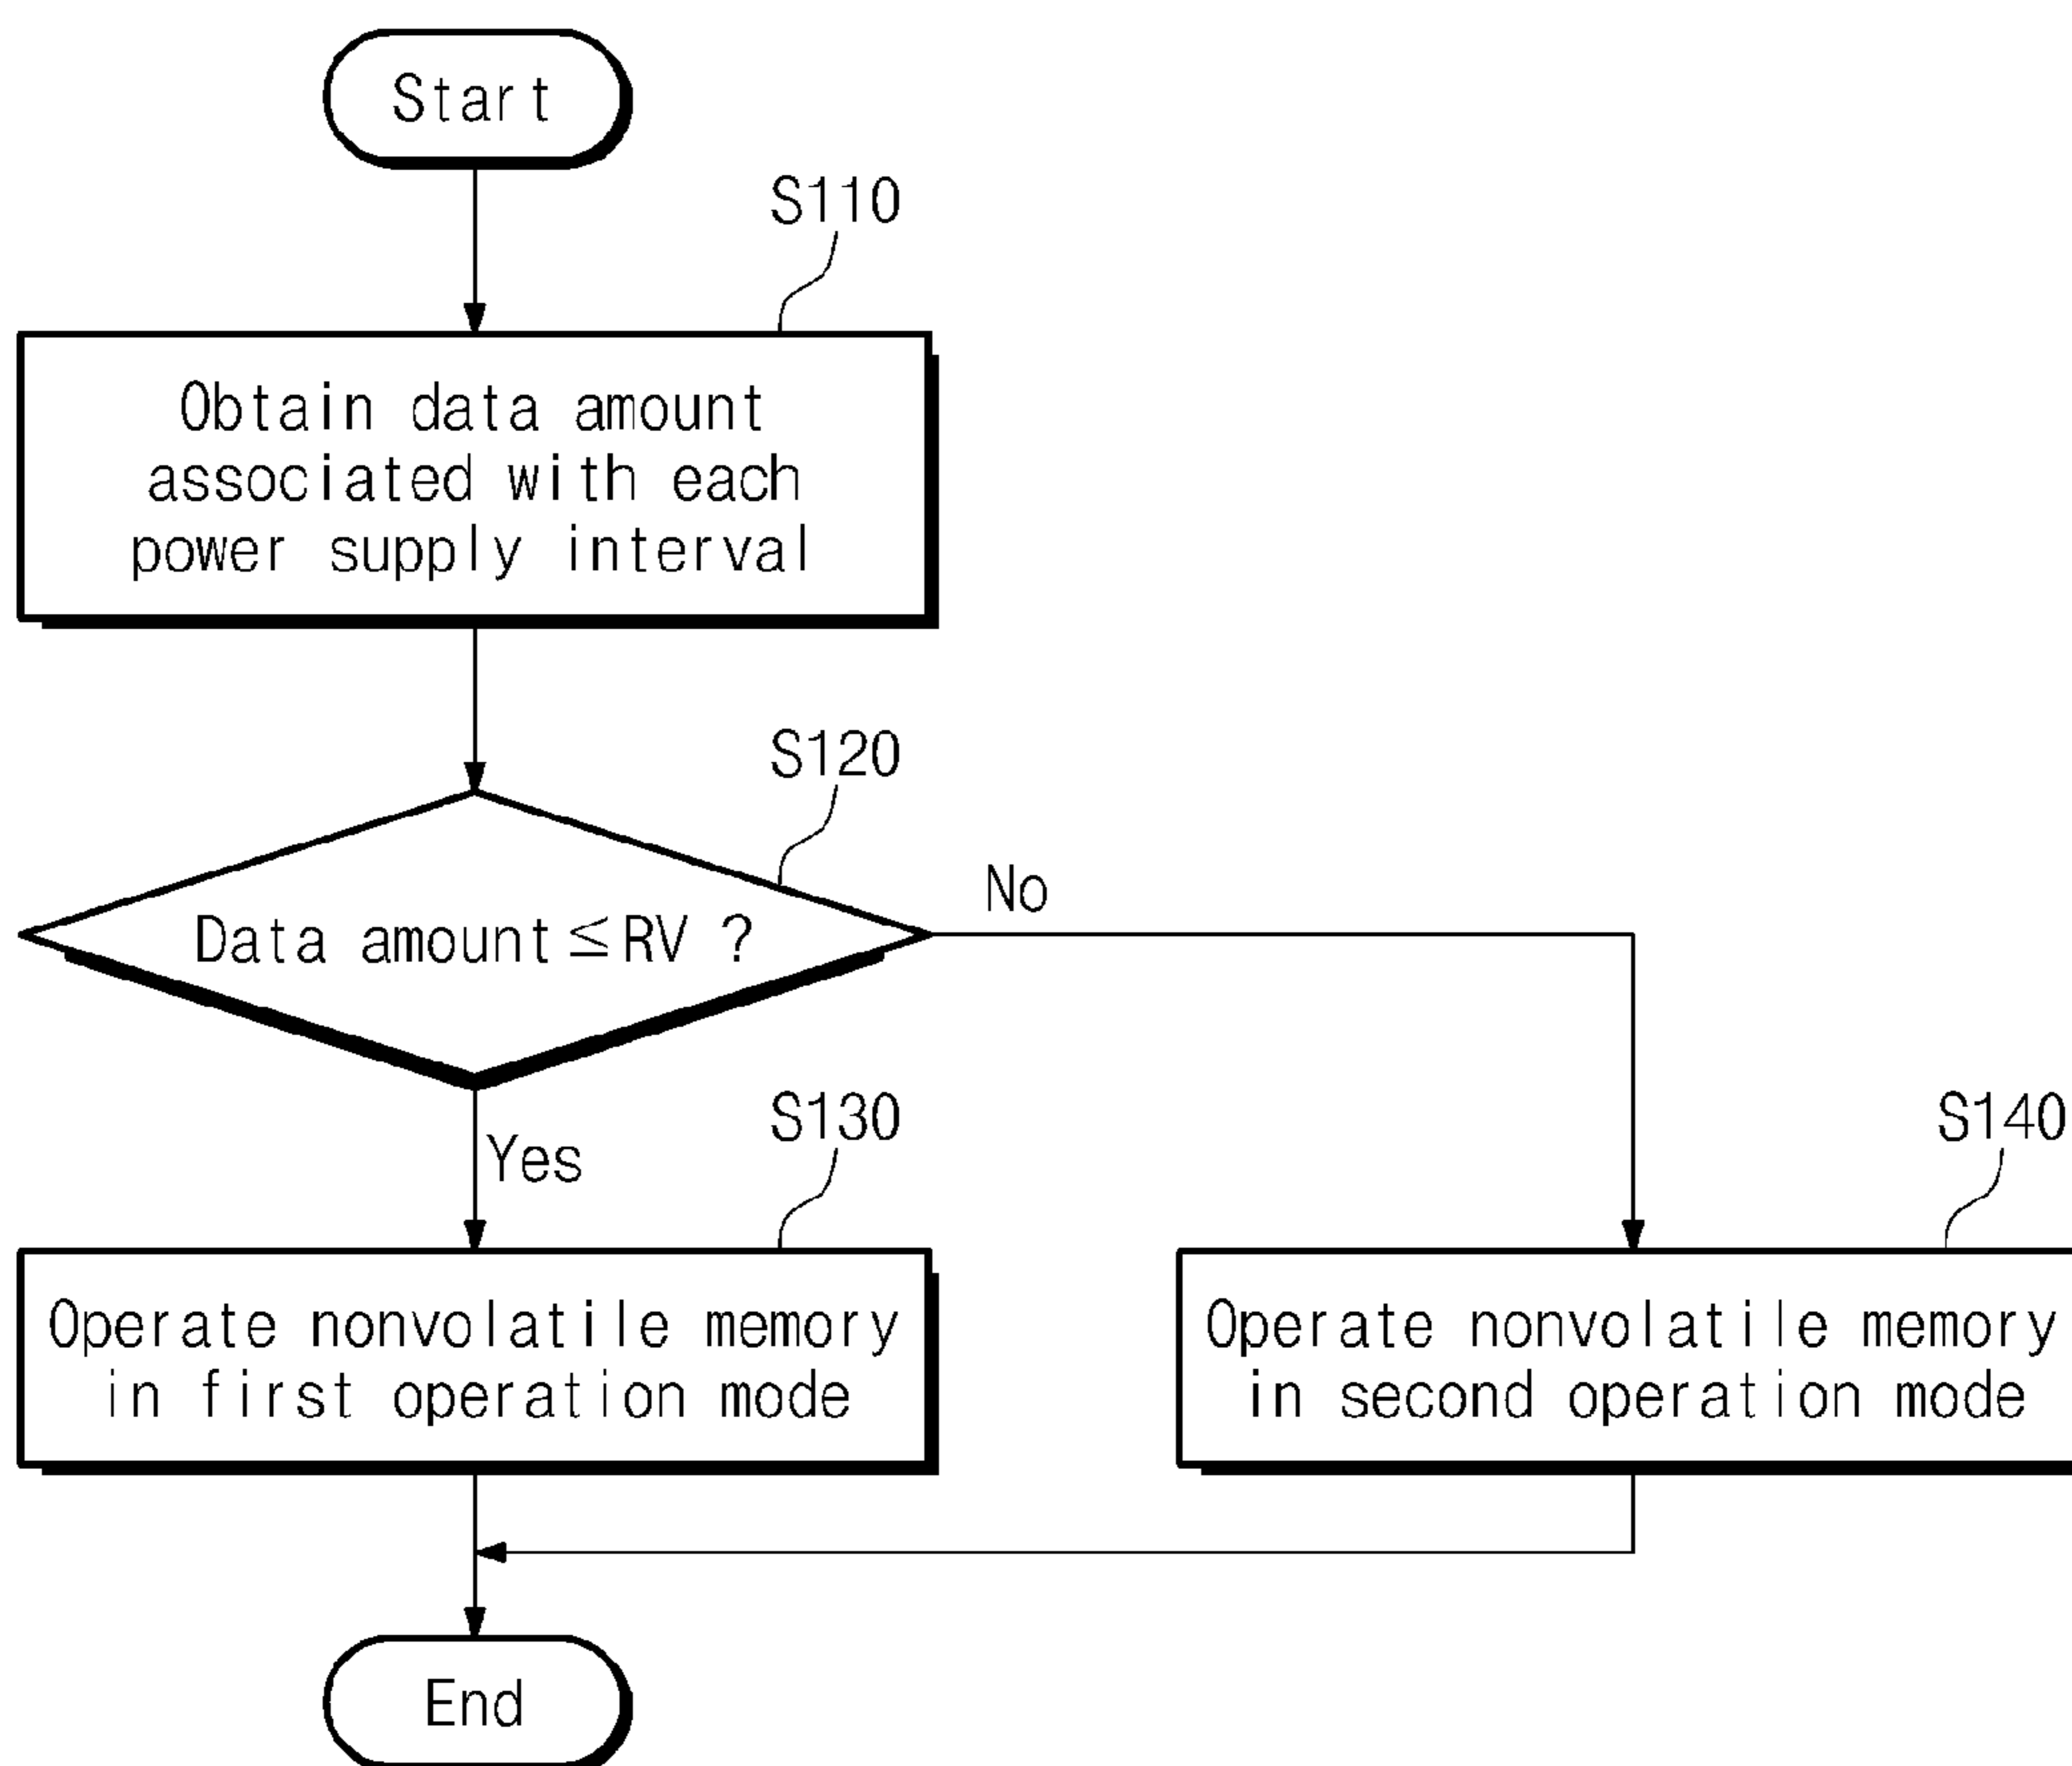 Start
S110
Obtain data amount
associated with each
power supply interval
S120
Data amount ≤ RV ?
No
Yes
S130
Operate nonvolatile memory
in first operation mode
S140
Operate nonvolatile memory
in second operation mode
End